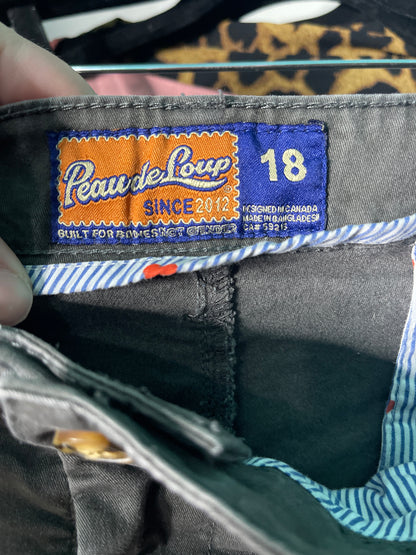 Peau de Loup
SINCE 2012
BUILT FOR BODIES NOT GENDER
18
DESIGNED IN CANADA
MADE IN BANGLADESH
CA# 59215